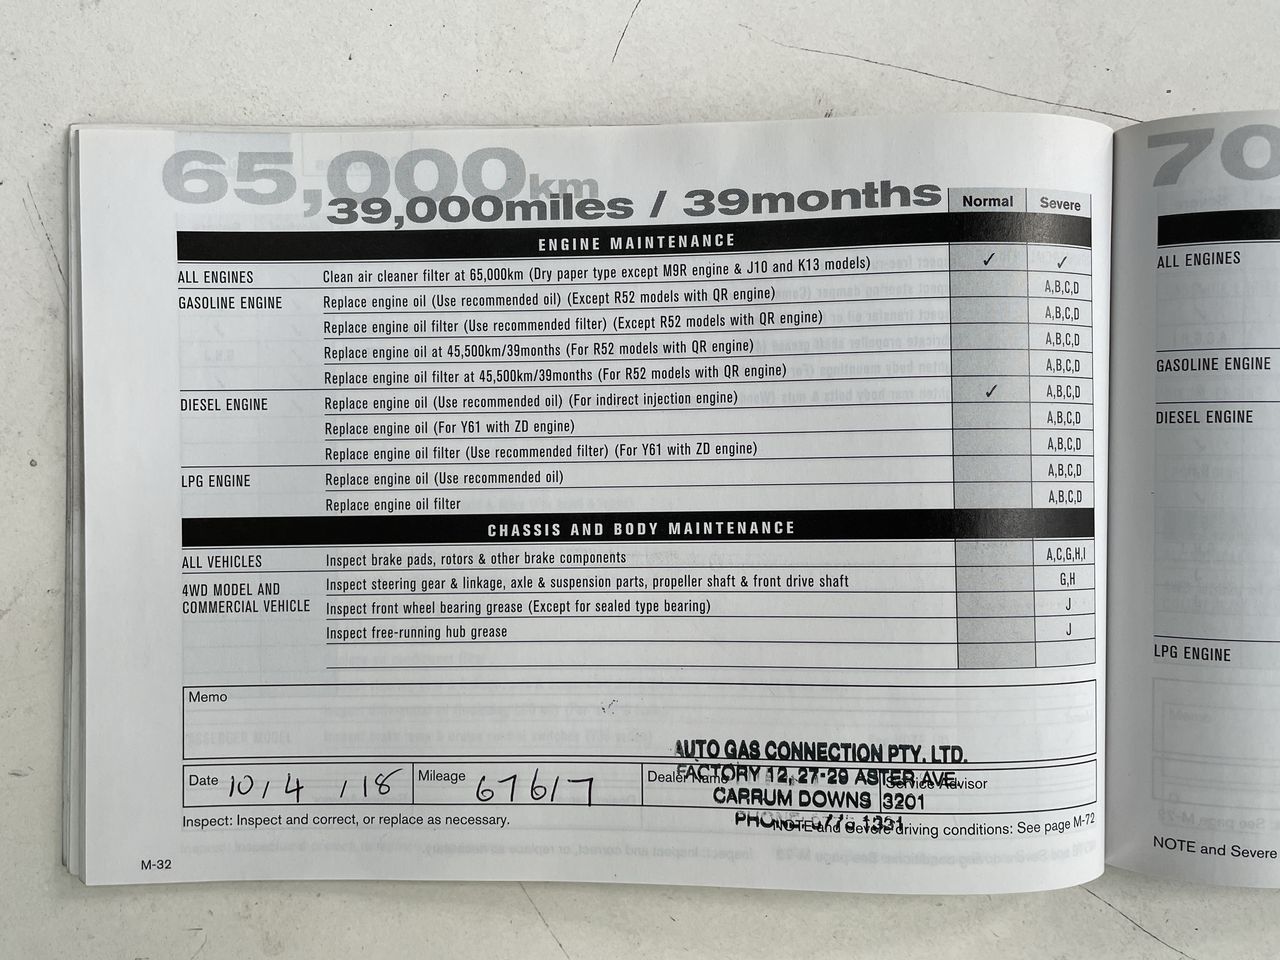 65,000km
39,000miles / 39months
Normal Severe
ENGINE MAINTENANCE
ALL ENGINES Clean air cleaner filter at 65,000km (Dry paper type except M9R engine & J10 and K13 models) ✓ ✓
GASOLINE ENGINE Replace engine oil (Use recommended oil) (Except R52 models with QR engine) A,B,C,D
Replace engine oil filter (Use recommended filter) (Except R52 models with QR engine) A,B,C,D
Replace engine oil at 45,500km/39months (For R52 models with QR engine) A,B,C,D
Replace engine oil filter at 45,500km/39months (For R52 models with QR engine) A,B,C,D
DIESEL ENGINE Replace engine oil (Use recommended oil) (For indirect injection engine) ✓ A,B,C,D
Replace engine oil (For Y61 with ZD engine) A,B,C,D
Replace engine oil filter (Use recommended filter) (For Y61 with ZD engine) A,B,C,D
LPG ENGINE Replace engine oil (Use recommended oil) A,B,C,D
Replace engine oil filter A,B,C,D
CHASSIS AND BODY MAINTENANCE
ALL VEHICLES Inspect brake pads, rotors & other brake components A,C,G,H,I
4WD MODEL AND Inspect steering gear & linkage, axle & suspension parts, propeller shaft & front drive shaft G,H
COMMERCIAL VEHICLE Inspect front wheel bearing grease (Except for sealed type bearing) J
Inspect free-running hub grease J
Memo
AUTO GAS CONNECTION PTY. LTD.
FACTORY 12, 27-29 ASTER AVE.
CARRUM DOWNS 3201
Date 10/4/18 Mileage 67617 Dealer Name Service Advisor
Inspect: Inspect and correct, or replace as necessary. NOTE and Severe driving conditions: See page M-72
M-32
70
ALL ENGINES
GASOLINE ENGINE
DIESEL ENGINE
LPG ENGINE
NOTE and Severe